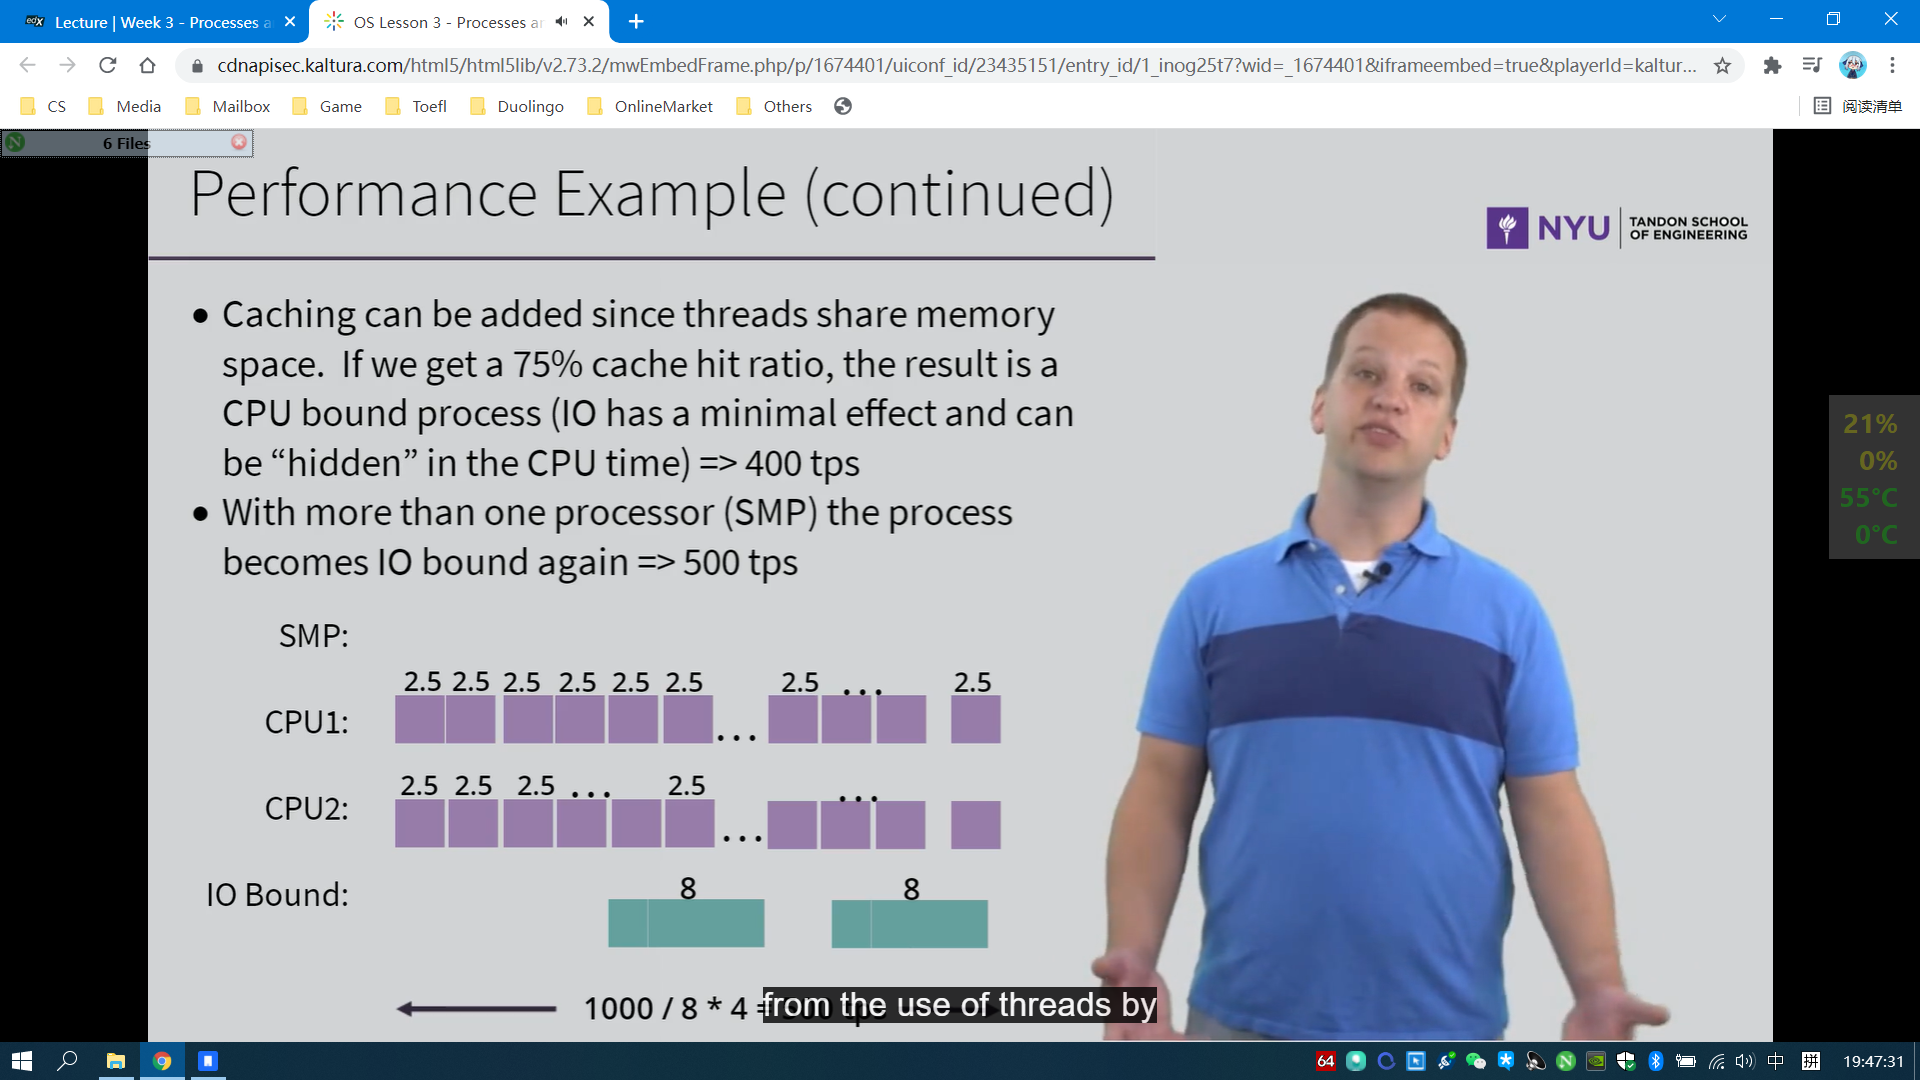 edX Lecture | Week 3 - Processes a
OS Lesson 3 - Processes an
cdnapisec.kaltura.com/html5/html5lib/v2.73.2/mwEmbedFrame.php/p/1674401/uiconf_id/23435151/entry_id/1_inog25t7?wid=_1674401&iframeembed=true&playerId=kaltur...
CS Media Mailbox Game Toefl Duolingo OnlineMarket Others 阅读清单
N 6 Files
Performance Example (continued)
NYU TANDON SCHOOL
OF ENGINEERING
• Caching can be added since threads share memory
space. If we get a 75% cache hit ratio, the result is a
CPU bound process (IO has a minimal effect and can
be “hidden” in the CPU time) => 400 tps
• With more than one processor (SMP) the process
becomes IO bound again => 500 tps
21%
0%
55°C
0°C
SMP:
2.5 2.5 2.5 2.5 2.5 2.5 2.5 ... 2.5
CPU1: ...
2.5 2.5 2.5 ... 2.5 ...
CPU2: ...
8 8
IO Bound:
1000 / 8 * 4
from the use of threads by
64 N 中 拼 19:47:31